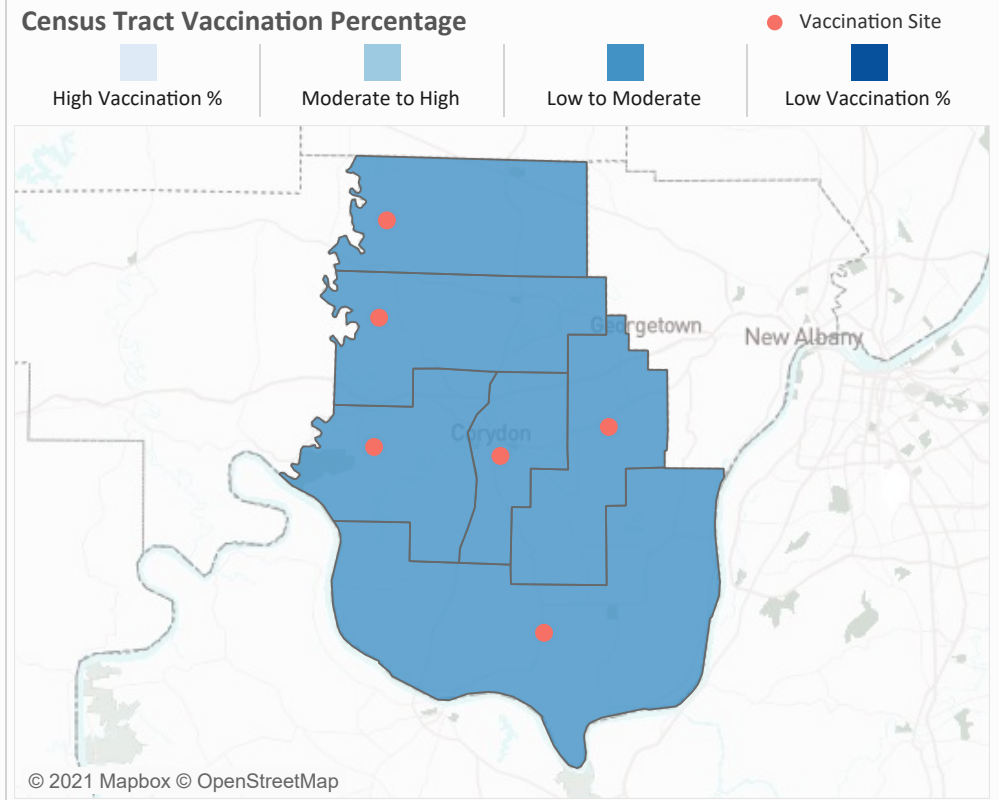 Census Tract Vaccination Percentage
Vaccination Site
High Vaccination %
Moderate to High
Low to Moderate
Low Vaccination %
Georgetown
New Albany
Corydon
© 2021 Mapbox © OpenStreetMap